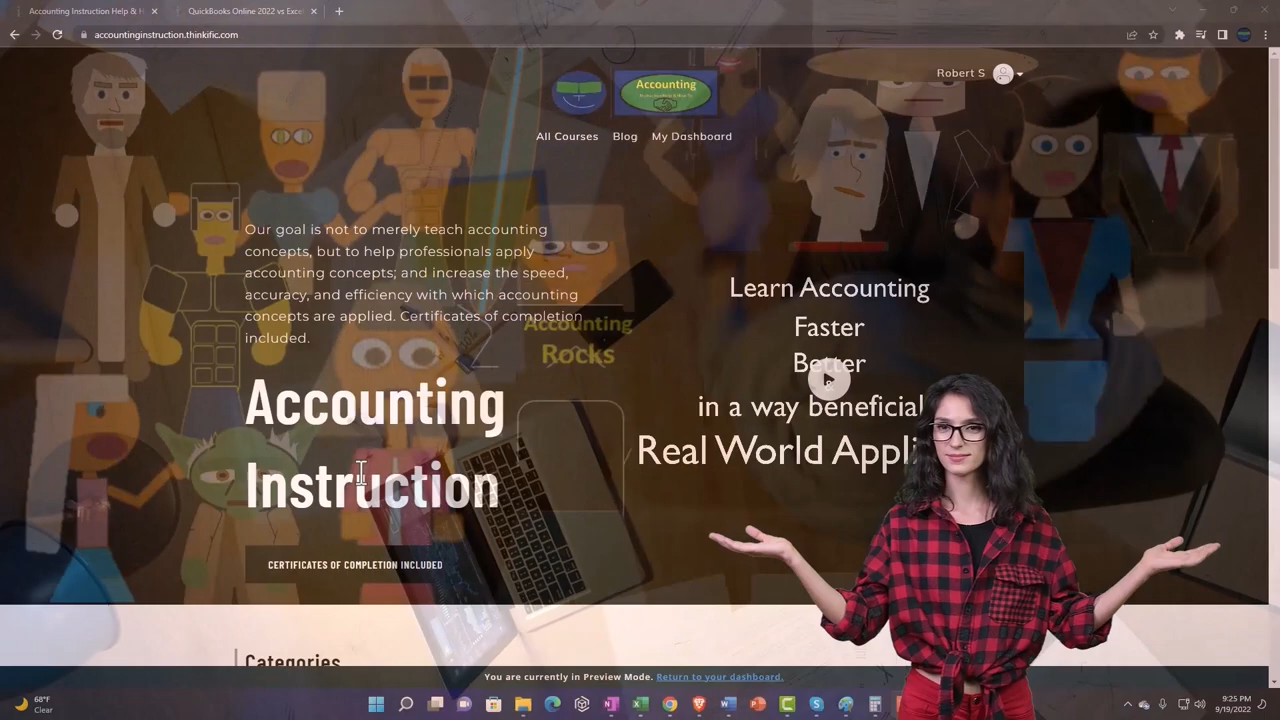 Accounting Instruction Help & H
QuickBooks Online 2022 vs Exce
accountinginstruction.thinkific.com
Robert S
Accounting
All Courses Blog My Dashboard
Our goal is not to merely teach accounting
concepts, but to help professionals apply
accounting concepts; and increase the speed,
accuracy, and efficiency with which accounting
concepts are applied. Certificates of completion
included.
Accounting
Rocks
Learn Accounting
Faster
Better
&
in a way beneficial
Real World Appli
Accounting
Instruction
CERTIFICATES OF COMPLETION INCLUDED
Categories
You are currently in Preview Mode. Return to your dashboard.
68°F
Clear
9:25 PM
9/19/2022